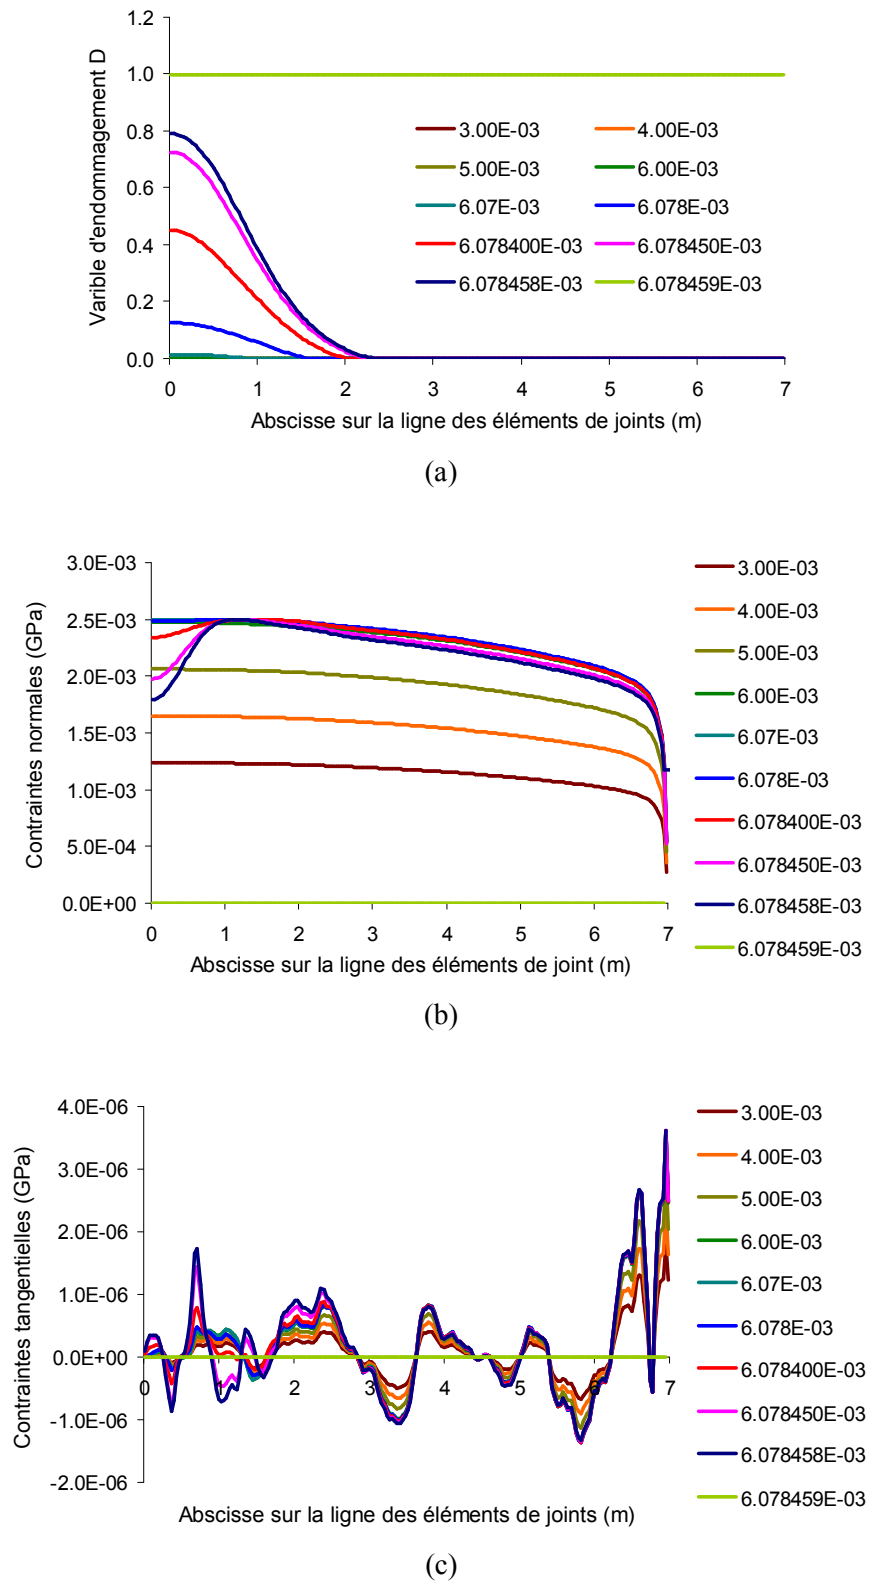 1.2
1.0
0.8
0.6
0.4
0.2
0.0
Varible d'endommagement D
3.00E-03 4.00E-03
5.00E-03 6.00E-03
6.07E-03 6.078E-03
6.078400E-03 6.078450E-03
6.078458E-03 6.078459E-03
0 1 2 3 4 5 6 7
Abscisse sur la ligne des éléments de joints (m)
(a)
3.0E-03
2.5E-03
2.0E-03
1.5E-03
1.0E-03
5.0E-04
0.0E+00
Contraintes normales (GPa)
0 1 2 3 4 5 6 7
Abscisse sur la ligne des éléments de joint (m)
3.00E-03
4.00E-03
5.00E-03
6.00E-03
6.07E-03
6.078E-03
6.078400E-03
6.078450E-03
6.078458E-03
6.078459E-03
(b)
4.0E-06
3.0E-06
2.0E-06
1.0E-06
0.0E+00
-1.0E-06
-2.0E-06
Contraintes tangentielles (GPa)
0 1 2 3 4 5 6 7
Abscisse sur la ligne des éléments de joints (m)
3.00E-03
4.00E-03
5.00E-03
6.00E-03
6.07E-03
6.078E-03
6.078400E-03
6.078450E-03
6.078458E-03
6.078459E-03
(c)